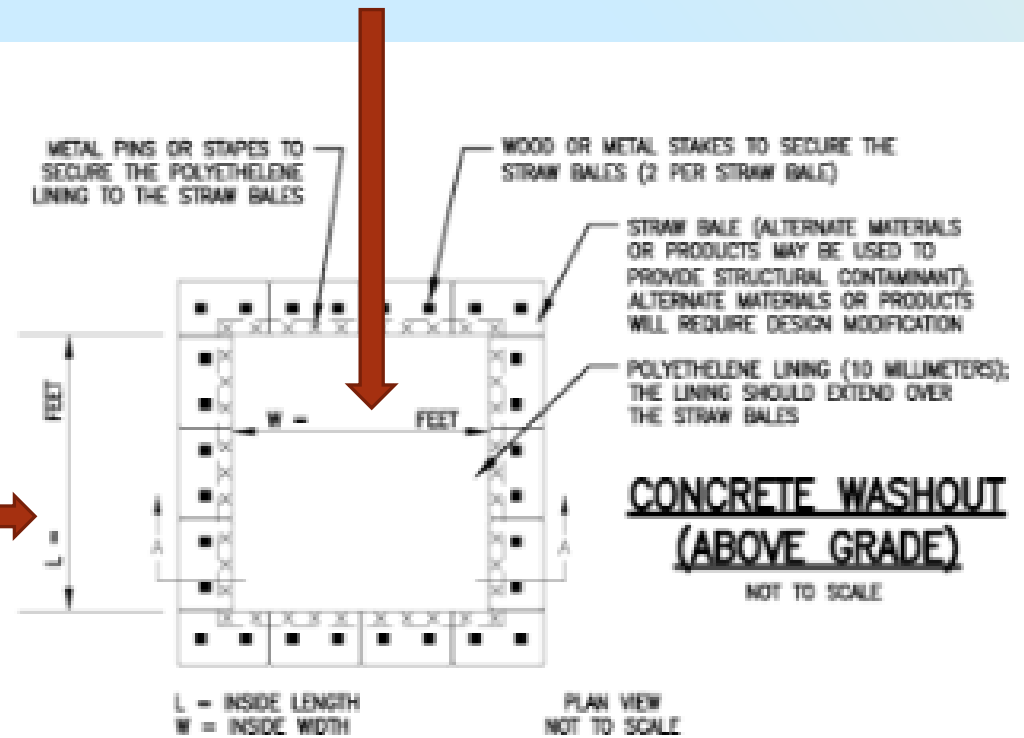 METAL PINS OR STAPES TO
SECURE THE POLYETHELENE
LINING TO THE STRAW BALES
WOOD OR METAL STAKES TO SECURE THE
STRAW BALES (2 PER STRAW BALE)
STRAW BALE (ALTERNATE MATERIALS
OR PRODUCTS MAY BE USED TO
PROVIDE STRUCTURAL CONTAMINANT).
ALTERNATE MATERIALS OR PRODUCTS
WILL REQUIRE DESIGN MODIFICATION
POLYETHELENE LINING (10 MILLIMETERS);
THE LINING SHOULD EXTEND OVER
THE STRAW BALES
FEET
L =
W = FEET
A
A
CONCRETE WASHOUT
(ABOVE GRADE)
NOT TO SCALE
L = INSIDE LENGTH
W = INSIDE WIDTH
PLAN VIEW
NOT TO SCALE